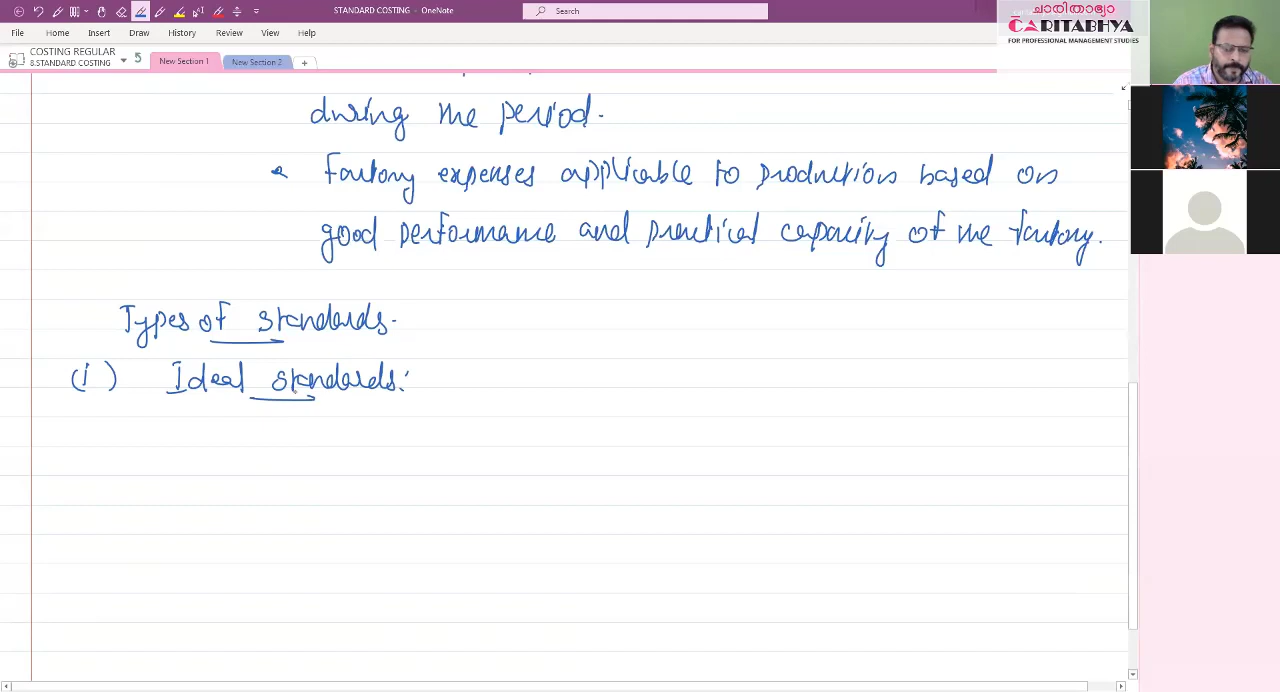 STANDARD COSTING - OneNote
Search
File Home Insert Draw History Review View Help
COSTING REGULAR
8.STANDARD COSTING
New Section 1
New Section 2
ചാരിതാഭ്യാ
CARITABHYA
FOR PROFESSIONAL MANAGEMENT STUDIES
during the period.
Factory expenses applicable to production based on
good performance and practical capacity of the factory.
Types of standards.
(i) Ideal standards: